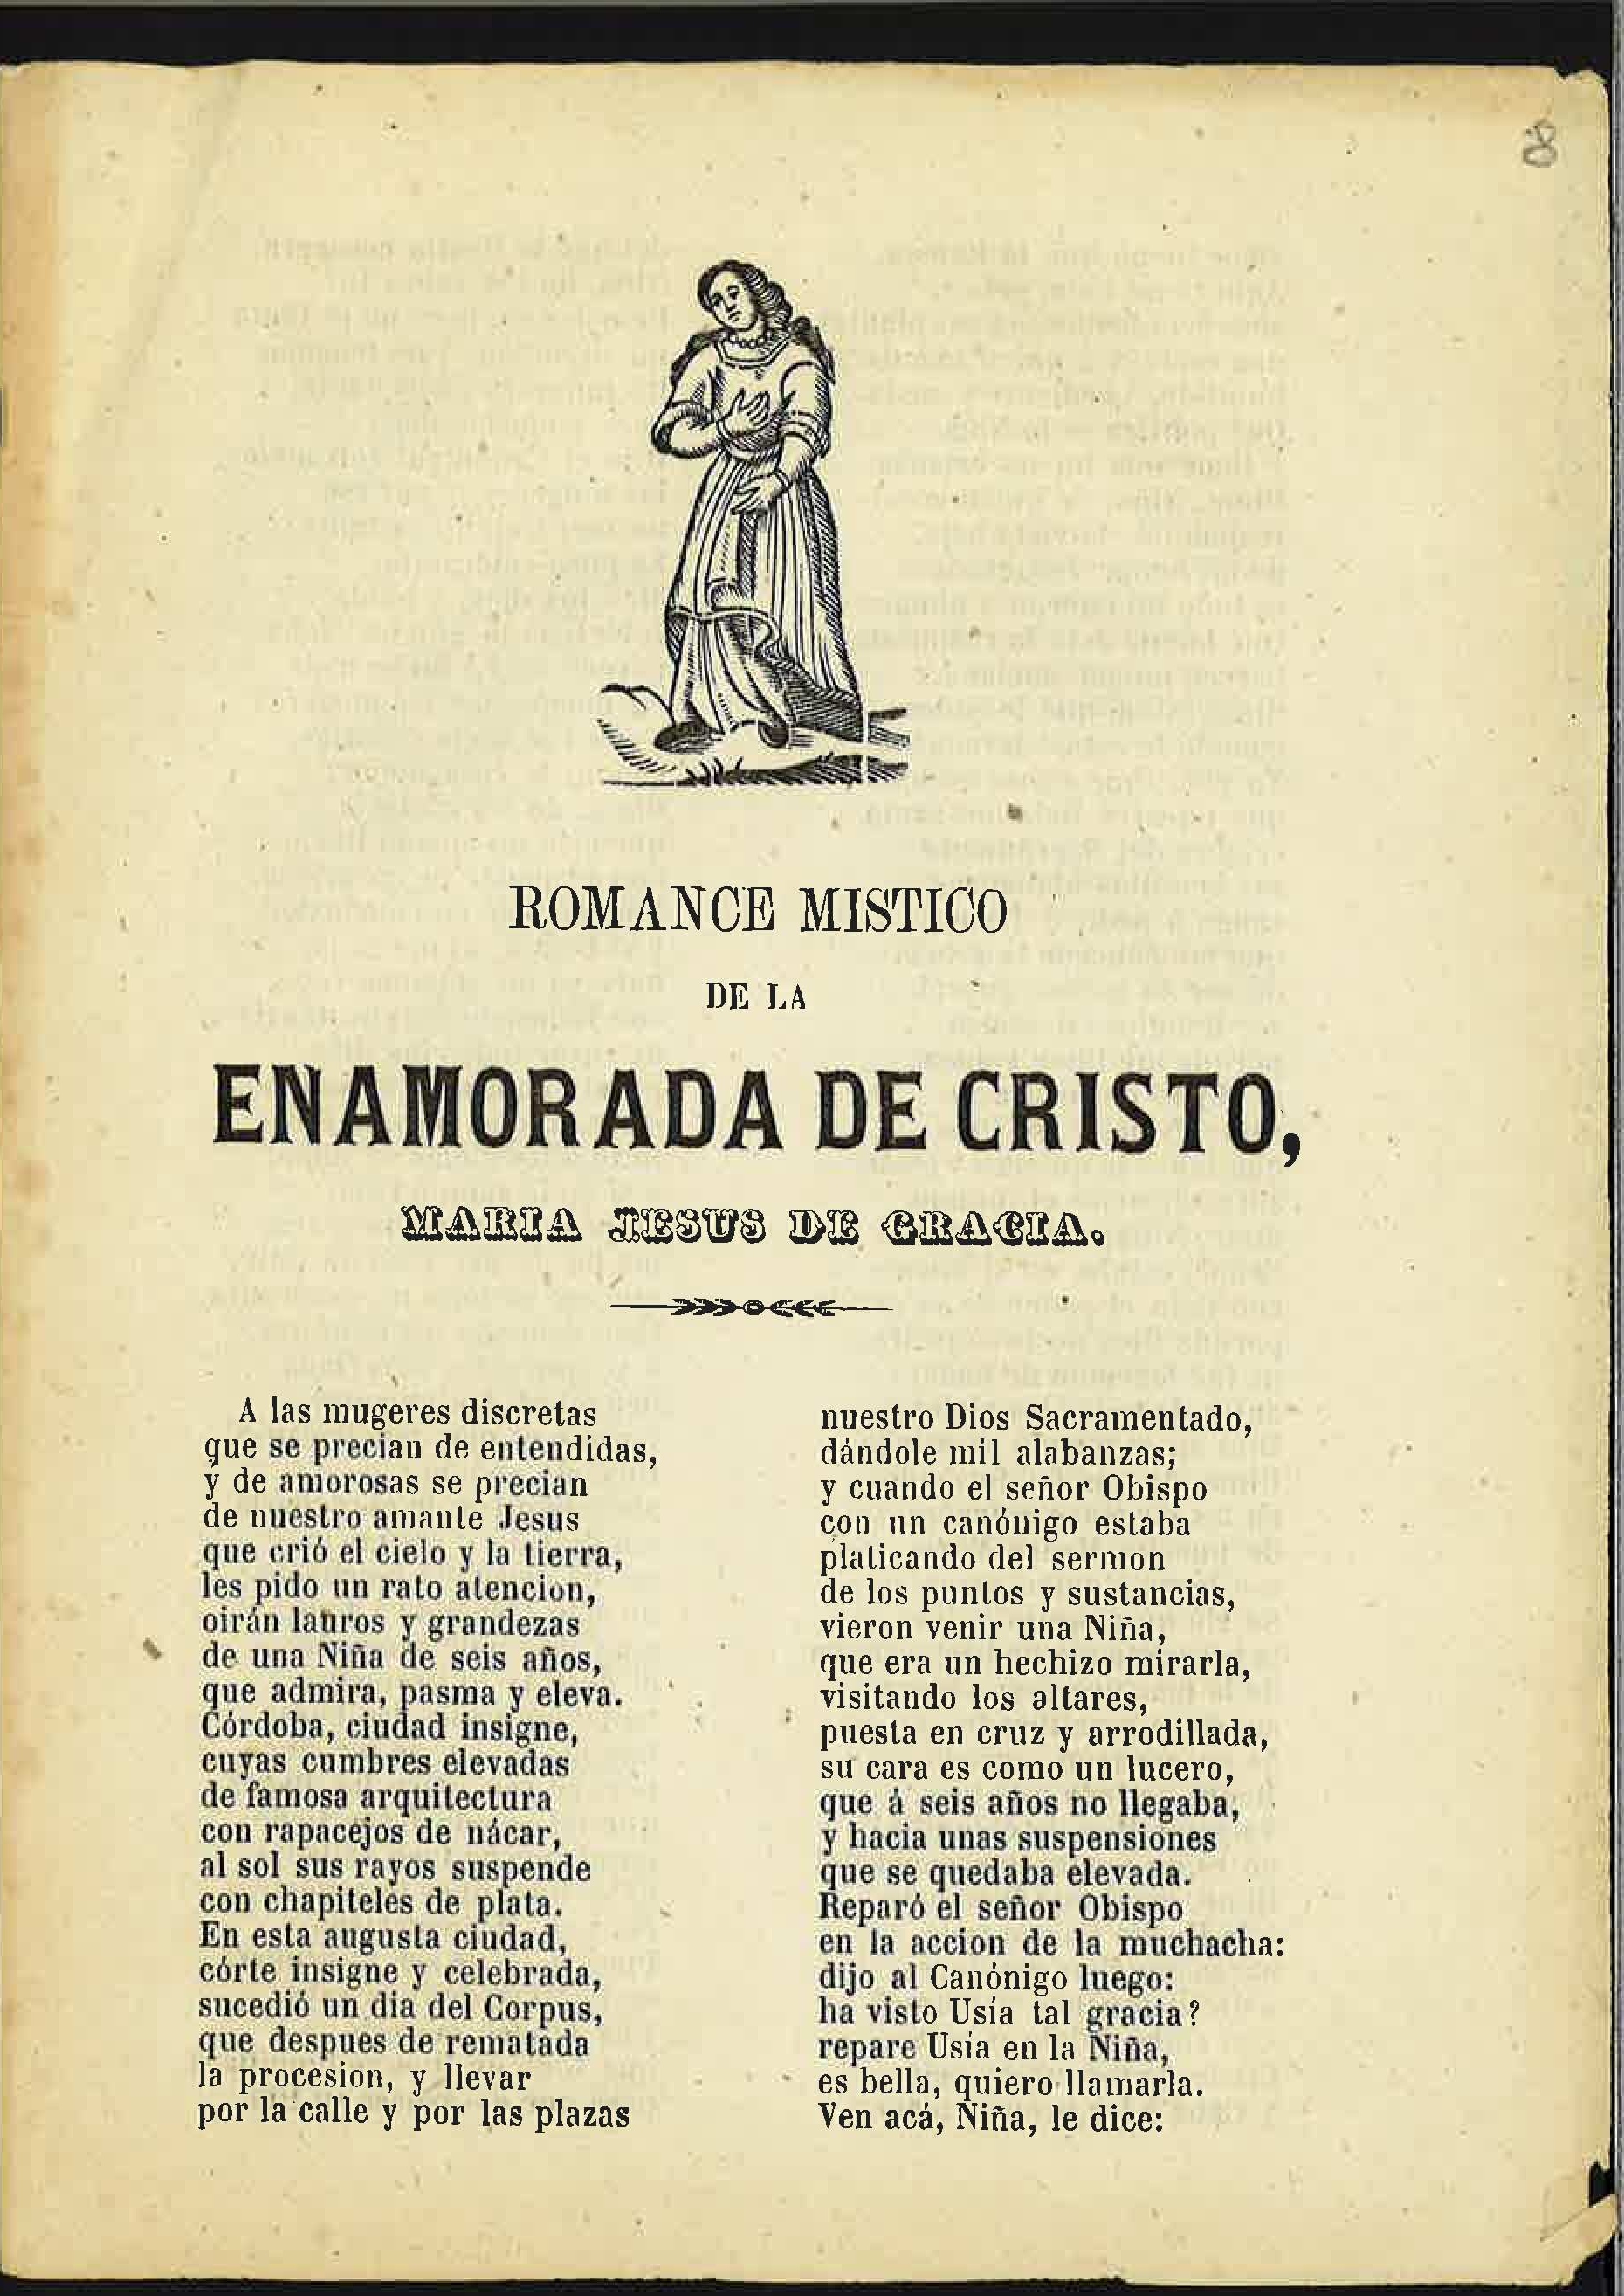 8
ROMANCE MISTICO
DE LA
ENAMORADA DE CRISTO,
MARIA JESUS DE GRACIA.
A las mugeres discretas
que se precian de entendidas,
y de amorosas se precian
de nuestro amante Jesus
que crió el cielo y la tierra,
les pido un rato atencion,
oirán lauros y grandezas
de una Niña de seis años,
que admira, pasma y eleva.
Córdoba, ciudad insigne,
cuyas cumbres elevadas
de famosa arquitectura
con rapacejos de nácar,
al sol sus rayos suspende
con chapiteles de plata.
En esta augusta ciudad,
córte insigne y celebrada,
sucedió un dia del Corpus,
que despues de rematada
la procesion, y llevar
por la calle y por las plazas
nuestro Dios Sacramentado,
dándole mil alabanzas;
y cuando el señor Obispo
con un canónigo estaba
platicando del sermon
de los puntos y sustancias,
vieron venir una Niña,
que era un hechizo mirarla,
visitando los altares,
puesta en cruz y arrodillada,
su cara es como un lucero,
que á seis años no llegaba,
y hacia unas suspensiones
que se quedaba elevada.
Reparó el señor Obispo
en la accion de la muchacha:
dijo al Canónigo luego:
ha visto Usía tal gracia?
repare Usía en la Niña,
es bella, quiero llamarla.
Ven acá, Niña, le dice: